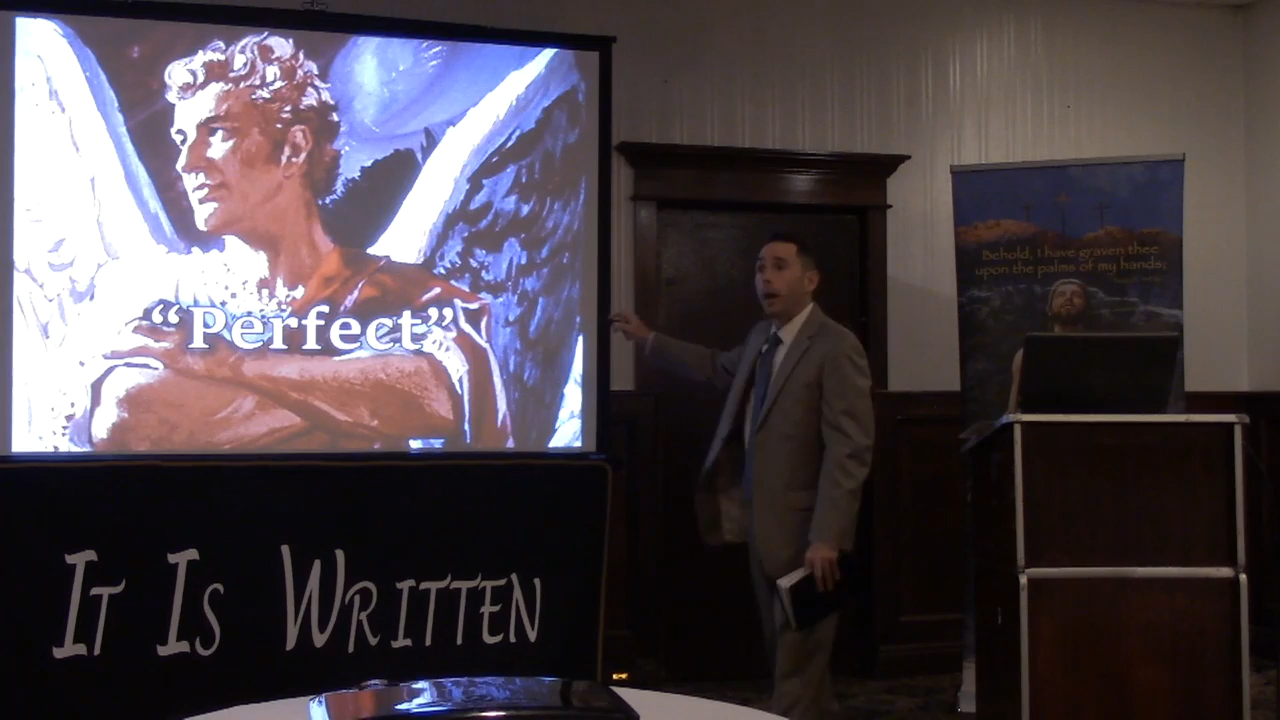 “Perfect”
Behold, I have graven thee
upon the palms of my hands;
IT IS WRITTEN